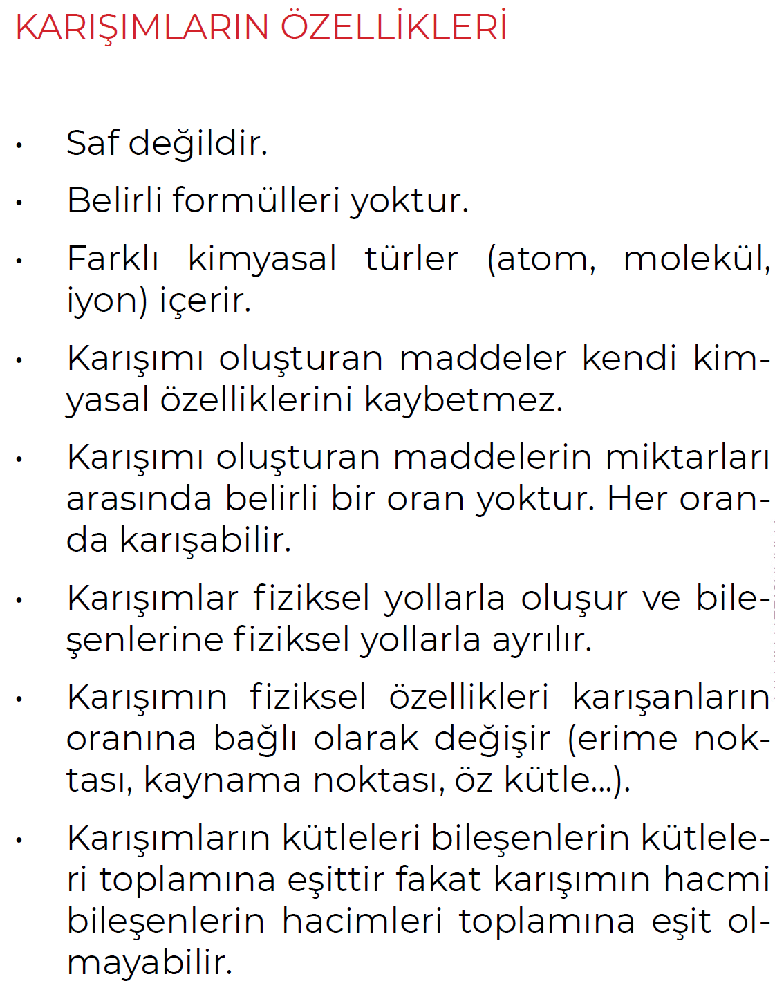 KARIŞIMLARIN ÖZELLİKLERİ
• Saf değildir.
• Belirli formülleri yoktur.
• Farklı kimyasal türler (atom, molekül,
iyon) içerir.
• Karışımı oluşturan maddeler kendi kim-
yasal özelliklerini kaybetmez.
• Karışımı oluşturan maddelerin miktarları
arasında belirli bir oran yoktur. Her oran-
da karışabilir.
• Karışımlar fiziksel yollarla oluşur ve bile-
şenlerine fiziksel yollarla ayrılır.
• Karışımın fiziksel özellikleri karışanların
oranına bağlı olarak değişir (erime nok-
tası, kaynama noktası, öz kütle...).
• Karışımların kütleleri bileşenlerin kütlele-
ri toplamına eşittir fakat karışımın hacmi
bileşenlerin hacimleri toplamına eşit ol-
mayabilir.